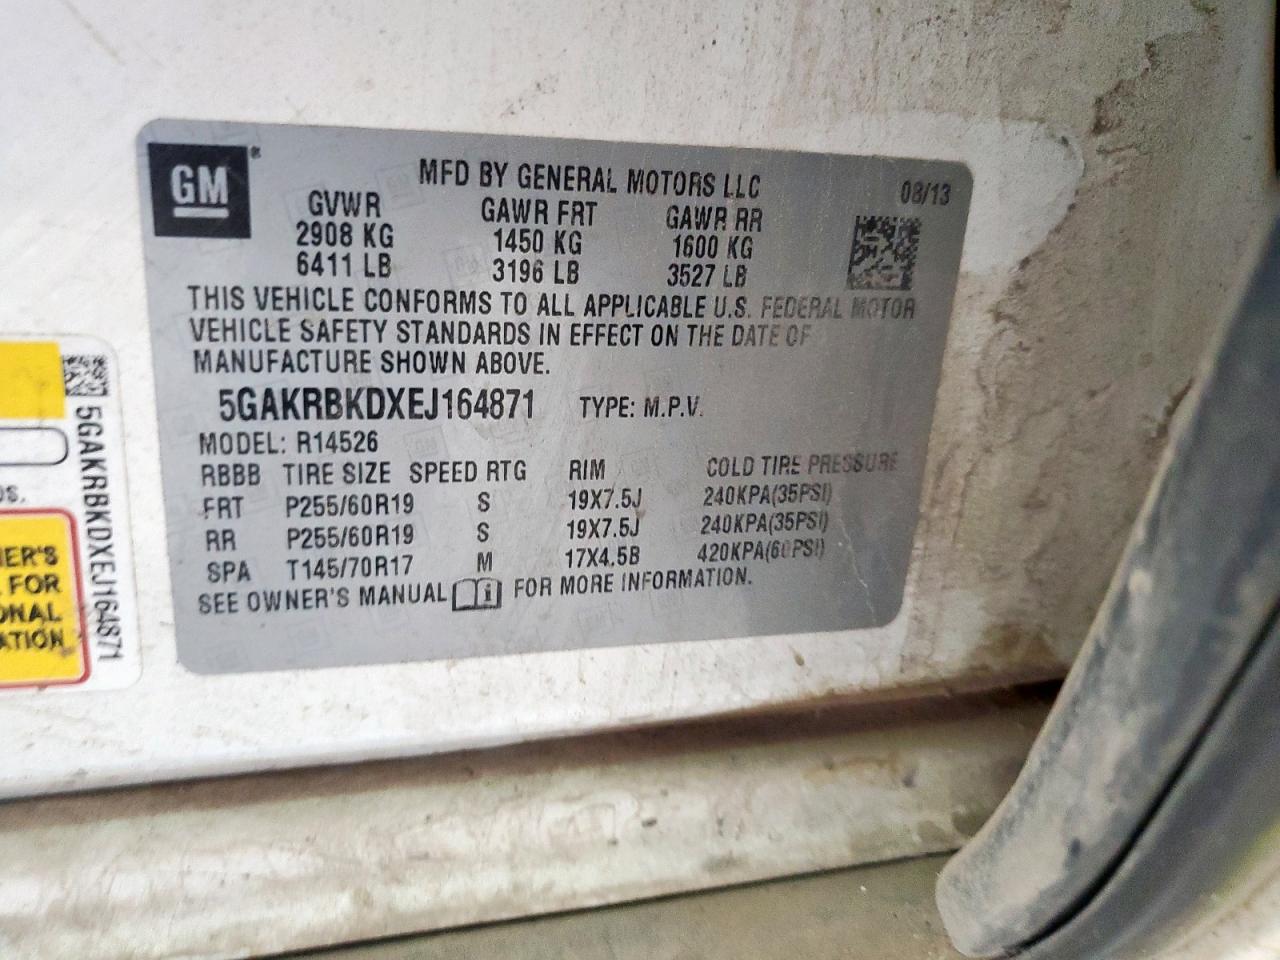 GM
MFD BY GENERAL MOTORS LLC
08/13
GVWR GAWR FRT GAWR RR
2908 KG 1450 KG 1600 KG
6411 LB 3196 LB 3527 LB
THIS VEHICLE CONFORMS TO ALL APPLICABLE U.S. FEDERAL MOTOR
VEHICLE SAFETY STANDARDS IN EFFECT ON THE DATE OF
MANUFACTURE SHOWN ABOVE.
5GAKRBKDXEJ164871 TYPE: M.P.V.
MODEL: R14526
RBBB TIRE SIZE SPEED RTG RIM COLD TIRE PRESSURE
FRT P255/60R19 S 19X7.5J 240KPA(35PSI)
RR P255/60R19 S 19X7.5J 240KPA(35PSI)
SPA T145/70R17 M 17X4.5B 420KPA(60PSI)
SEE OWNER'S MANUAL FOR MORE INFORMATION.
5GAKRBKDXEJ164871
ER'S
FOR
ONAL
ATION